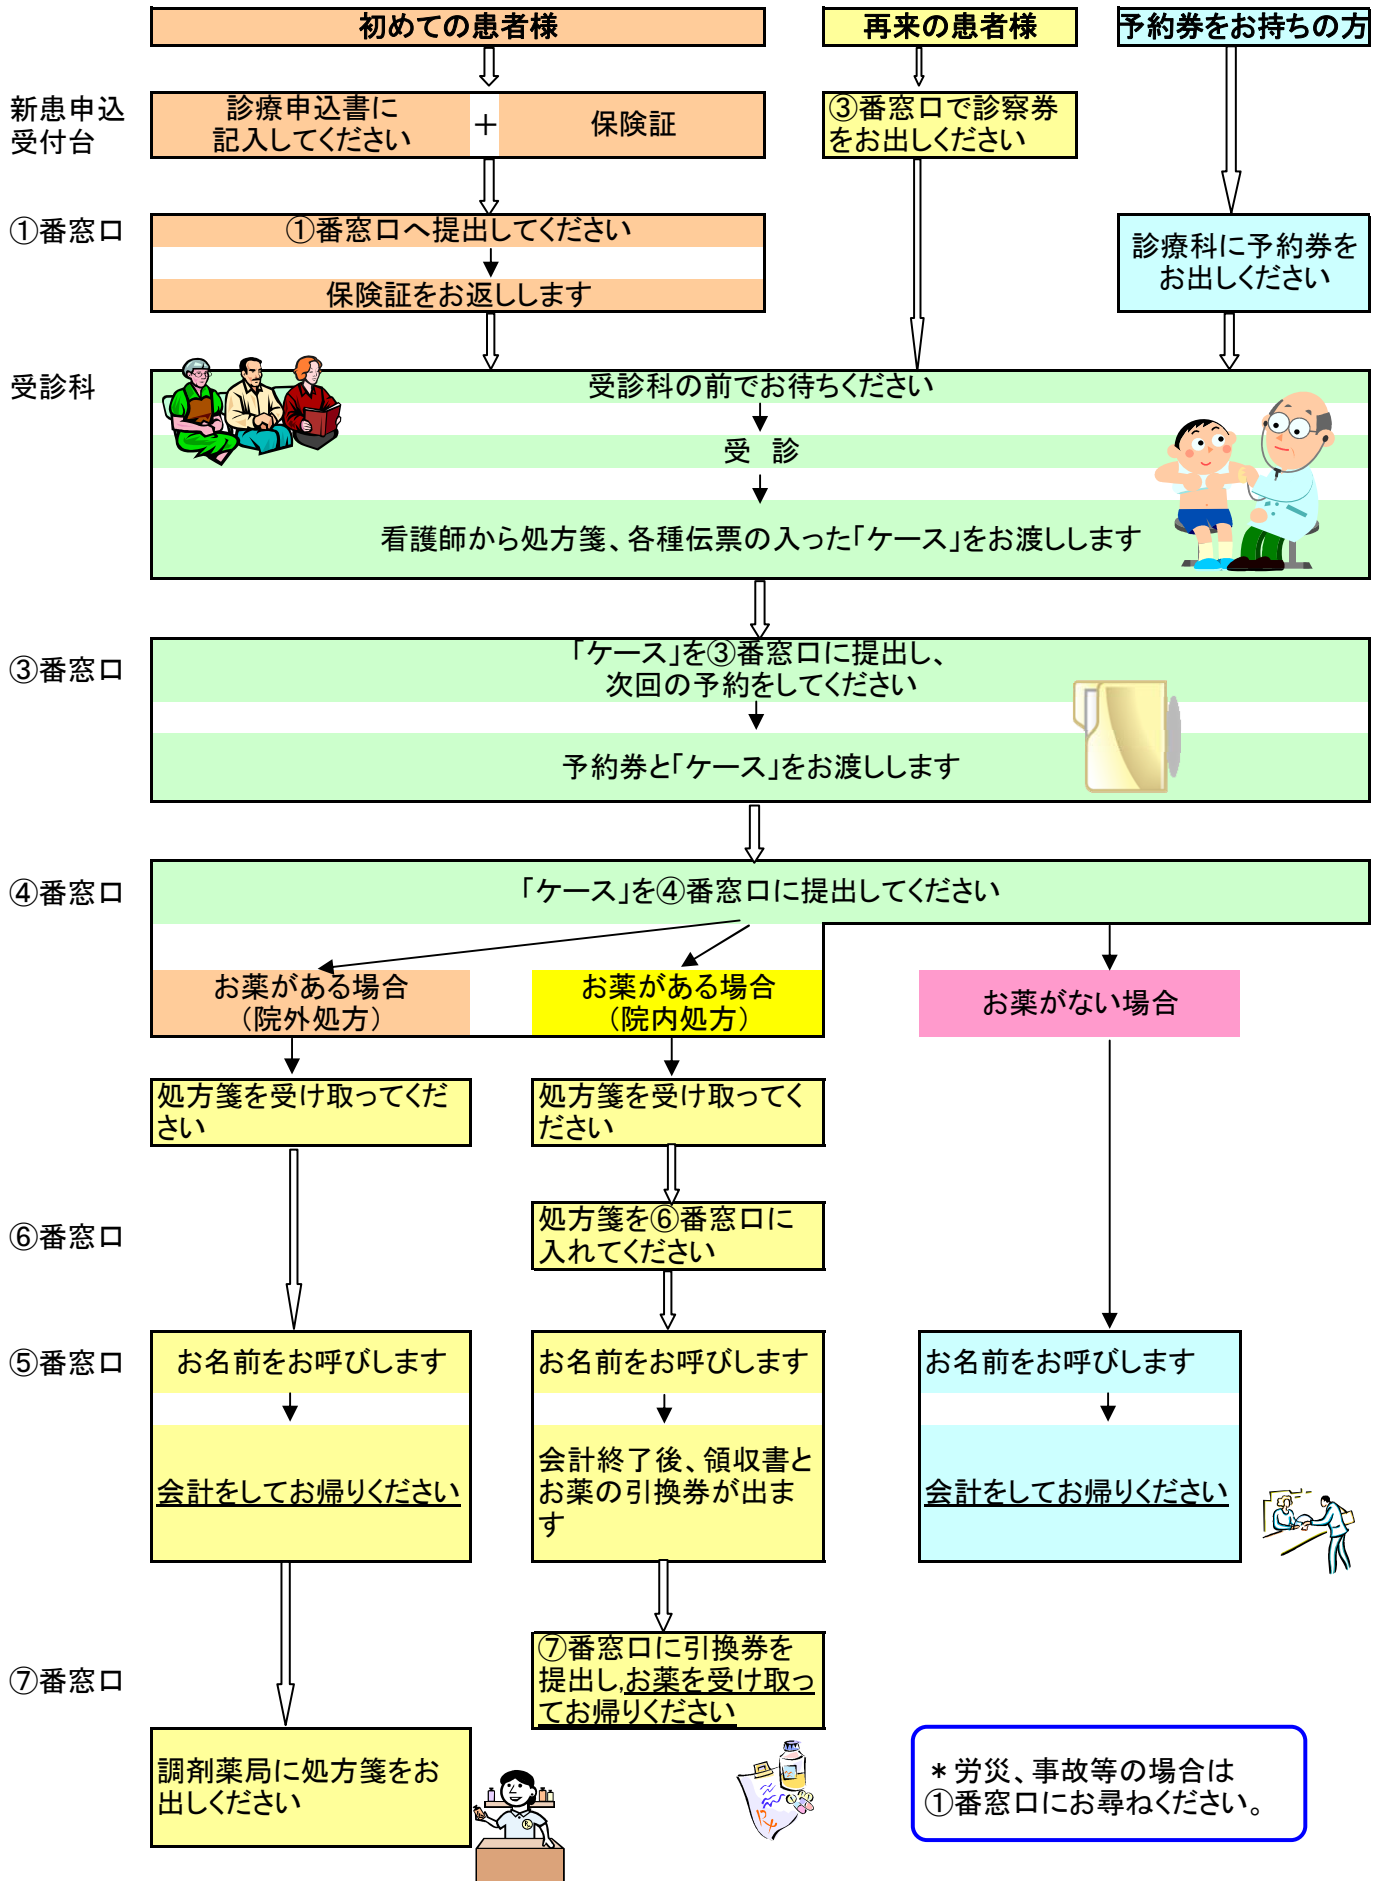 初めての患者様
再来の患者様
予約券をお持ちの方
新患申込
受付台
診療申込書に
記入してください
＋
保険証
③番窓口で診察券
をお出しください
①番窓口
①番窓口へ提出してください
保険証をお返しします
診療科に予約券を
お出しください
受診科
受診科の前でお待ちください
受 診
看護師から処方箋、各種伝票の入った「ケース」をお渡しします
③番窓口
「ケース」を③番窓口に提出し、
次回の予約をしてください
予約券と「ケース」をお渡しします
④番窓口
「ケース」を④番窓口に提出してください
お薬がある場合
（院外処方）
お薬がある場合
（院内処方）
お薬がない場合
処方箋を受け取ってくだ
さい
処方箋を受け取ってく
ださい
⑥番窓口
処方箋を⑥番窓口に
入れてください
⑤番窓口
お名前をお呼びします
会計をしてお帰りください
お名前をお呼びします
会計終了後、領収書と
お薬の引換券が出ま
す
お名前をお呼びします
会計をしてお帰りください
⑦番窓口
⑦番窓口に引換券を
提出し,お薬を受け取っ
てお帰りください
調剤薬局に処方箋をお
出しください
＊労災、事故等の場合は
①番窓口にお尋ねください。